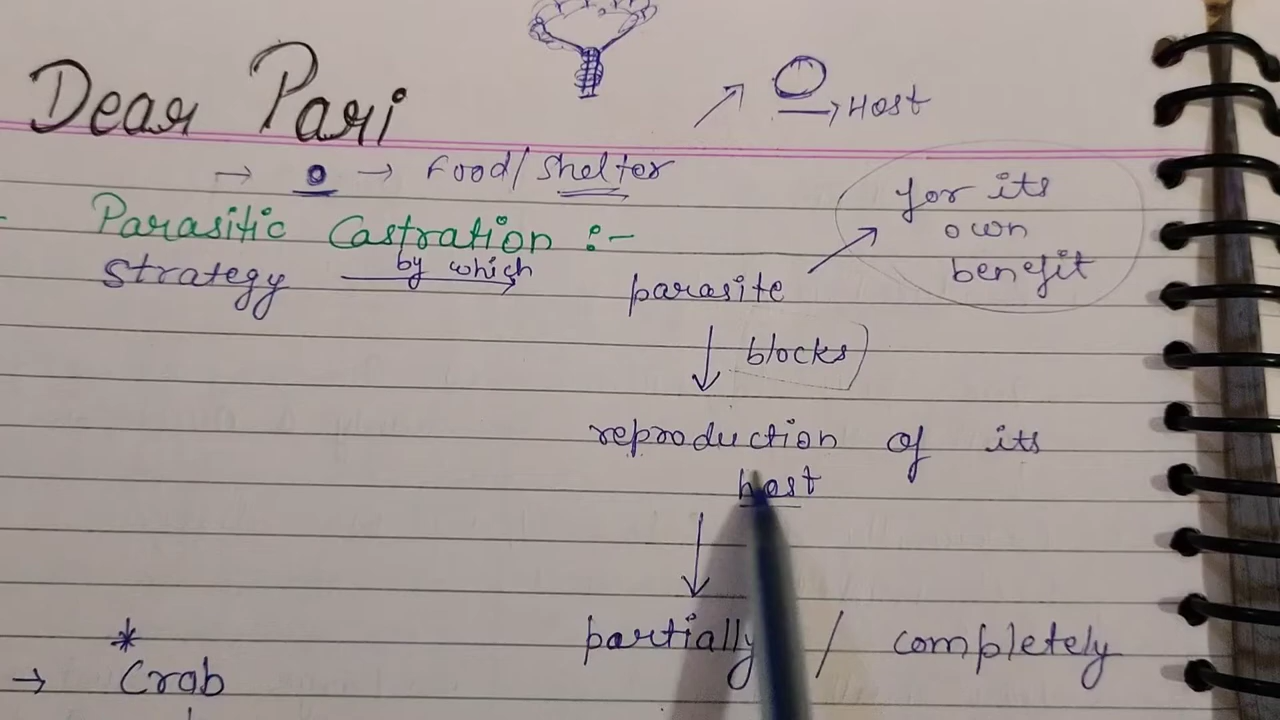 Dear Pari
→ Host
→ → Food/Shelter
Parasitic Castration :-
strategy by which parasite
for its
own
benefit
blocks
reproduction of its
host
partially / completely
*
→ Crab